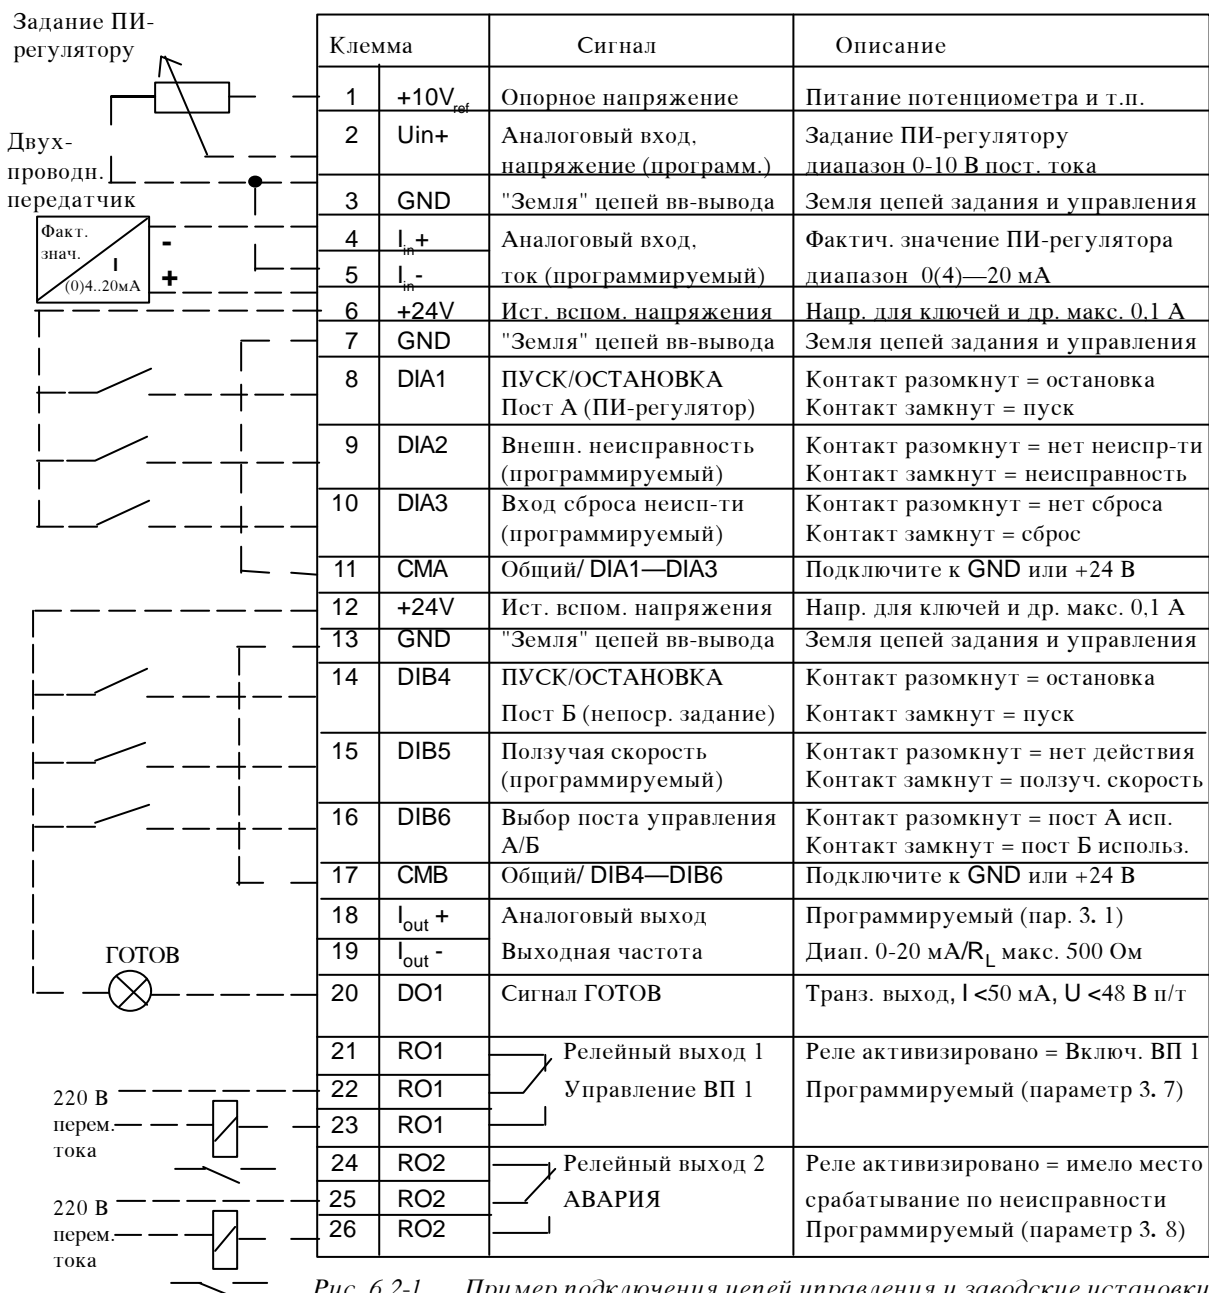 Задание ПИ-
регулятору
Двух-
проводн.
передатчик
Факт.
знач.
I
(0)4..20мА
-
+
ГОТОВ
220 В
перем.
тока
220 В
перем.
тока
Клемма Сигнал Описание
1 +10Vref Опорное напряжение Питание потенциометра и т.п.
2 Uin+ Аналоговый вход, Задание ПИ-регулятору
напряжение (программ.) диапазон 0-10 В пост. тока
3 GND "Земля" цепей вв-вывода Земля цепей задания и управления
4 Iin+ Аналоговый вход, Фактич. значение ПИ-регулятора
5 Iin- ток (программируемый) диапазон 0(4)—20 мА
6 +24V Ист. вспом. напряжения Напр. для ключей и др. макс. 0,1 А
7 GND "Земля" цепей вв-вывода Земля цепей задания и управления
8 DIA1 ПУСК/ОСТАНОВКА Контакт разомкнут = остановка
Пост А (ПИ-регулятор) Контакт замкнут = пуск
9 DIA2 Внешн. неисправность Контакт разомкнут = нет неиспр-ти
(программируемый) Контакт замкнут = неисправность
10 DIA3 Вход сброса неисп-ти Контакт разомкнут = нет сброса
(программируемый) Контакт замкнут = сброс
11 CMA Общий/ DIA1—DIA3 Подключите к GND или +24 В
12 +24V Ист. вспом. напряжения Напр. для ключей и др. макс. 0,1 А
13 GND "Земля" цепей вв-вывода Земля цепей задания и управления
14 DIB4 ПУСК/ОСТАНОВКА Контакт разомкнут = остановка
Пост Б (непоср. задание) Контакт замкнут = пуск
15 DIB5 Ползучая скорость Контакт разомкнут = нет действия
(программируемый) Контакт замкнут = ползуч. скорость
16 DIB6 Выбор поста управления Контакт разомкнут = пост А исп.
А/Б Контакт замкнут = пост Б использ.
17 CMB Общий/ DIB4—DIB6 Подключите к GND или +24 В
18 Iout + Аналоговый выход Программируемый (пар. 3. 1)
19 Iout - Выходная частота Диап. 0-20 мА/RL макс. 500 Ом
20 DO1 Сигнал ГОТОВ Транз. выход, I <50 мА, U <48 В п/т
21 RO1 Релейный выход 1 Реле активизировано = Включ. ВП 1
22 RO1 Управление ВП 1 Программируемый (параметр 3. 7)
23 RO1
24 RO2 Релейный выход 2 Реле активизировано = имело место
25 RO2 АВАРИЯ срабатывание по неисправности
26 RO2 Программируемый (параметр 3. 8)
Рис. 6.2-1 Пример подключения цепей управления и заводские установки